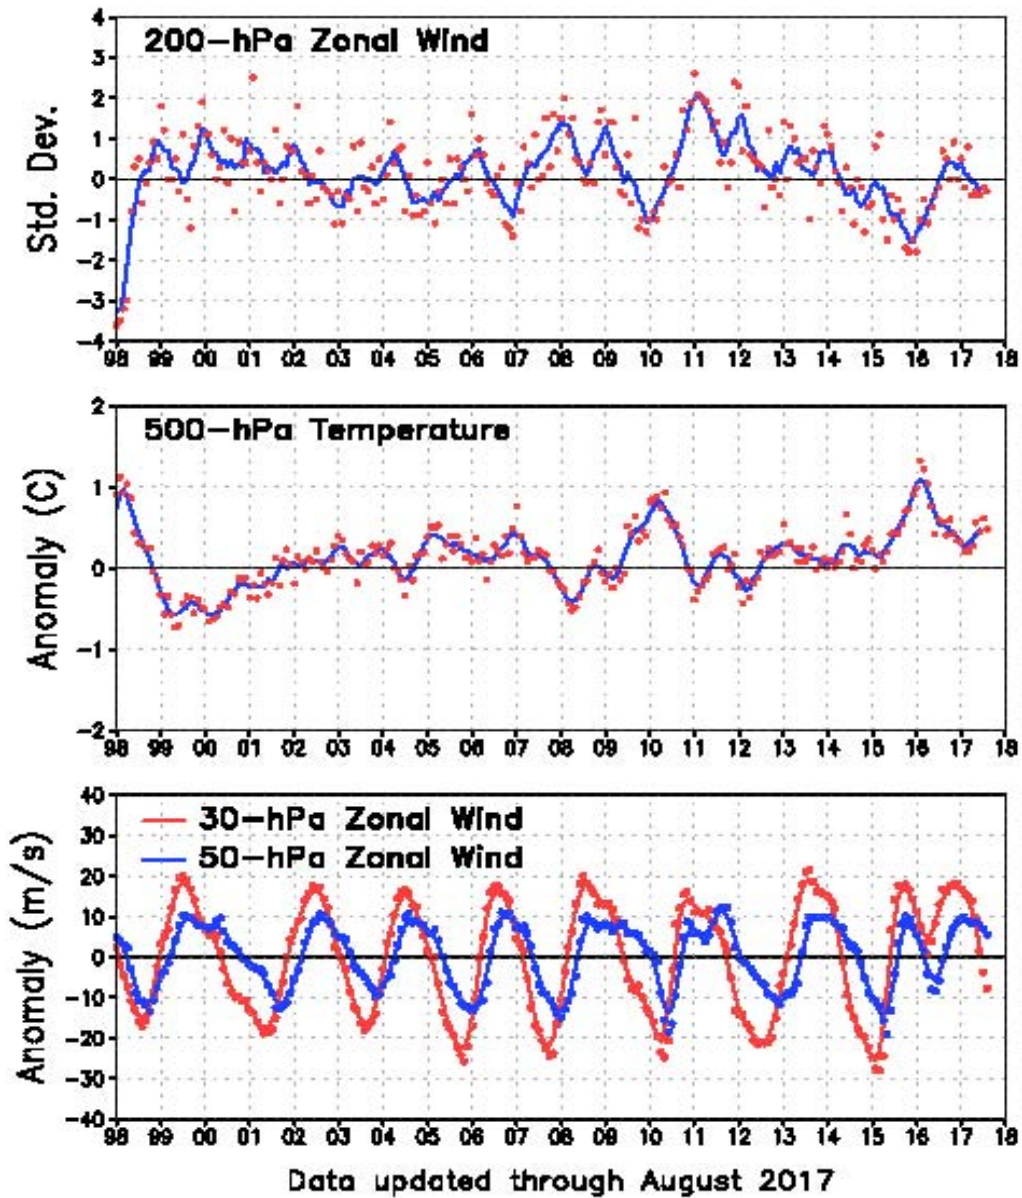 200-hPa Zonal Wind
Std. Dev.
4
3
2
1
0
-1
-2
-3
-4
98 99 00 01 02 03 04 05 06 07 08 09 10 11 12 13 14 15 16 17 18
500-hPa Temperature
Anomaly (C)
2
1
0
-1
-2
98 99 00 01 02 03 04 05 06 07 08 09 10 11 12 13 14 15 16 17 18
30-hPa Zonal Wind
50-hPa Zonal Wind
Anomaly (m/s)
40
30
20
10
0
-10
-20
-30
-40
98 99 00 01 02 03 04 05 06 07 08 09 10 11 12 13 14 15 16 17 18
Data updated through August 2017